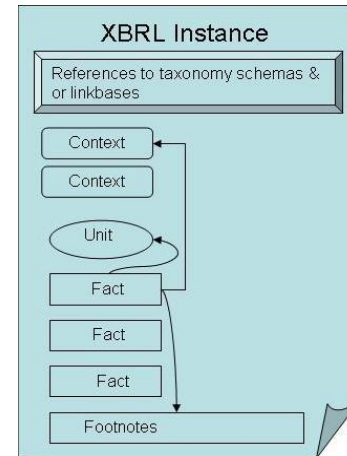 XBRL Instance
References to taxonomy schemas &
or linkbases
Context
Context
Unit
Fact
Fact
Fact
Footnotes